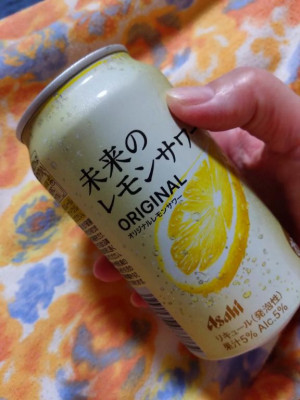 未来の
レモンサワー
ORIGINAL
オリジナルレモンサワー
Asahi
リキュール(発泡性)
果汁5% Alc.5%